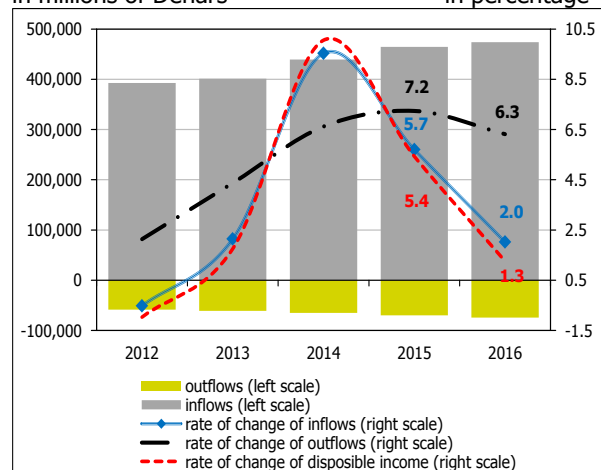 in millions of Denars in percentage
500,000 10.5
400,000 8.5
7.2 6.3
300,000 5.7 6.5
200,000 4.5
5.4 2.0
100,000 2.5
1.3
0 0.5
-100,000 -1.5
2012 2013 2014 2015 2016
outflows (left scale)
inflows (left scale)
rate of change of inflows (right scale)
rate of change of outflows (right scale)
rate of change of disposible income (right scale)